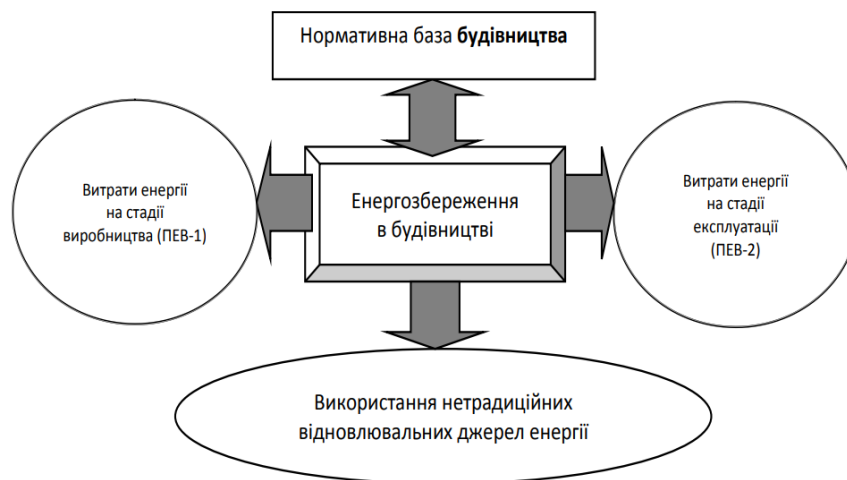 Нормативна база будівництва
Витрати енергії
на стадії
виробництва (ПЕВ-1)
Енергозбереження
в будівництві
Витрати енергії
на стадії
експлуатації
(ПЕВ-2)
Використання нетрадиційних
відновлювальних джерел енергії